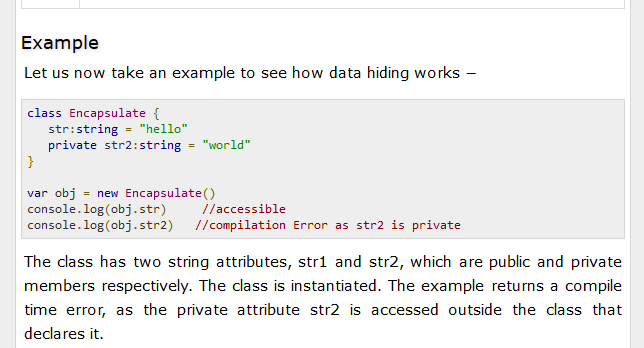 Example
Let us now take an example to see how data hiding works −
class Encapsulate {
   str:string = "hello"
   private str2:string = "world"
}
var obj = new Encapsulate()
console.log(obj.str)     //accessible
console.log(obj.str2)   //compilation Error as str2 is private
The class has two string attributes, str1 and str2, which are public and private
members respectively. The class is instantiated. The example returns a compile
time error, as the private attribute str2 is accessed outside the class that
declares it.